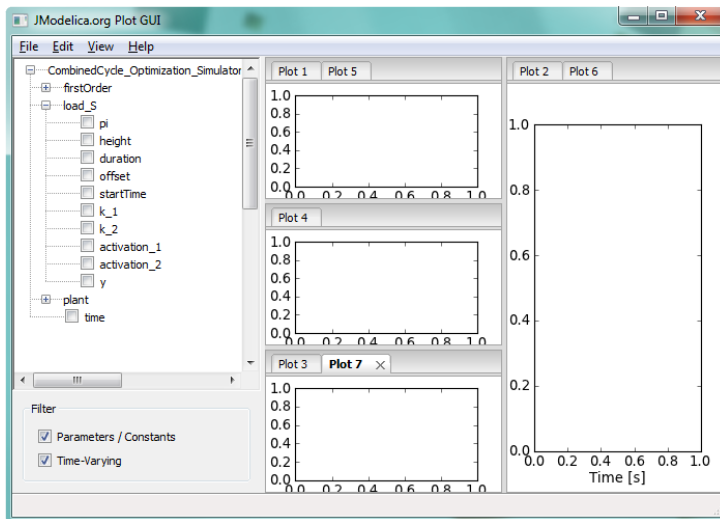 JModelica.org Plot GUI
File Edit View Help
CombinedCycle_Optimization_Simulator
firstOrder
load_S
pi
height
duration
offset
startTime
k_1
k_2
activation_1
activation_2
y
plant
time
Filter
Parameters / Constants
Time-Varying
Plot 1 Plot 5
1.0
0.8
0.6
0.4
0.2
0.0
0.0 0.2 0.4 0.6 0.8 1.0
Plot 4
1.0
0.8
0.6
0.4
0.2
0.0
0.0 0.2 0.4 0.6 0.8 1.0
Plot 3 Plot 7
1.0
0.8
0.6
0.4
0.2
0.0
0.0 0.2 0.4 0.6 0.8 1.0
Plot 2 Plot 6
1.0
0.8
0.6
0.4
0.2
0.0
0.0 0.2 0.4 0.6 0.8 1.0
Time [s]